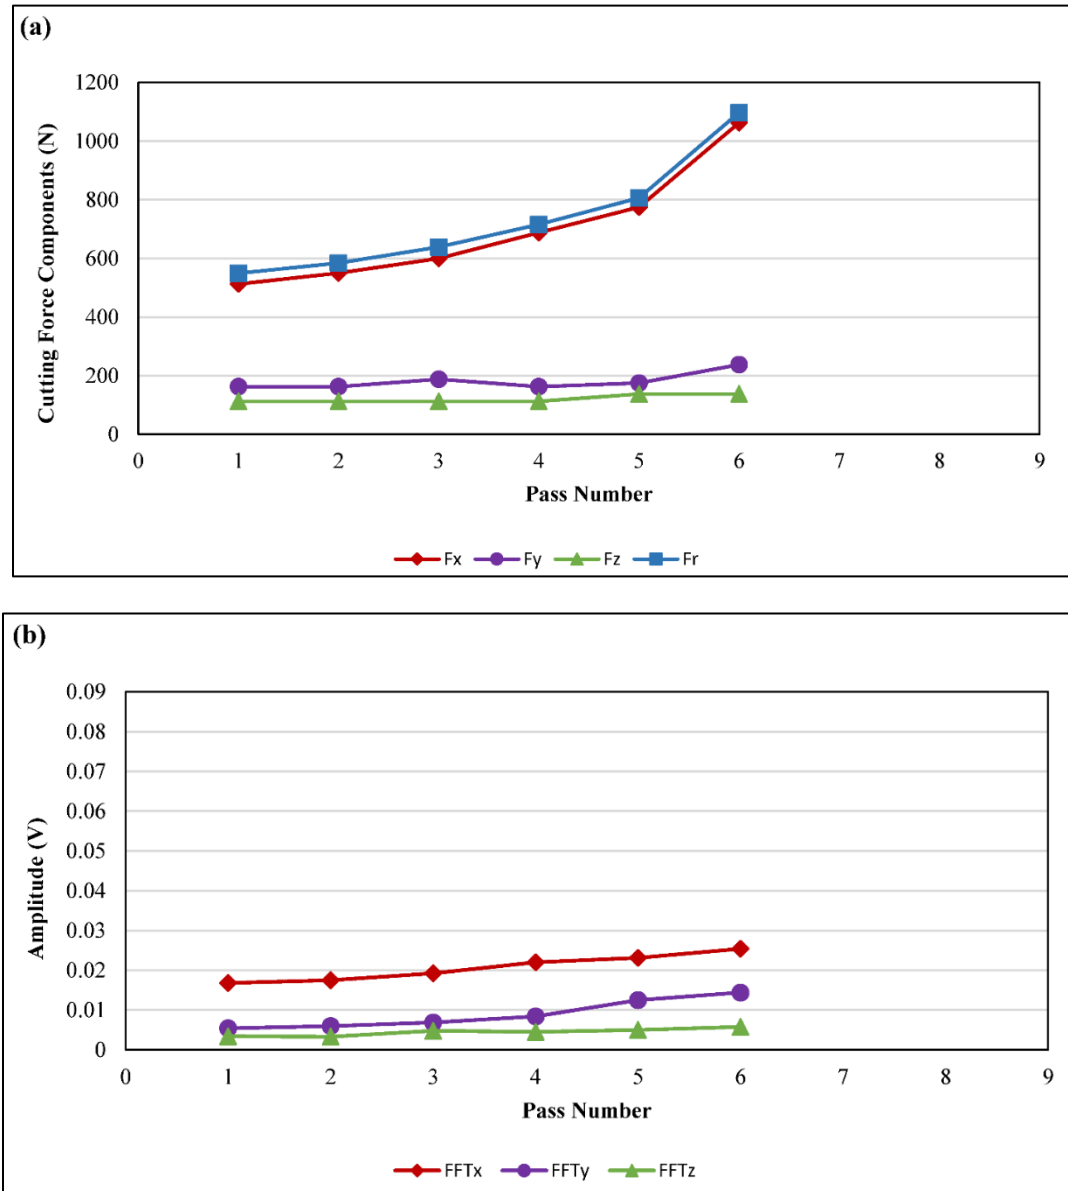 (a)
Cutting Force Components (N)
1200
1000
800
600
400
200
0
0 1 2 3 4 5 6 7 8 9
Pass Number
Fx Fy Fz Fr
(b)
Amplitude (V)
0.09
0.08
0.07
0.06
0.05
0.04
0.03
0.02
0.01
0
0 1 2 3 4 5 6 7 8 9
Pass Number
FFTx FFTy FFTz